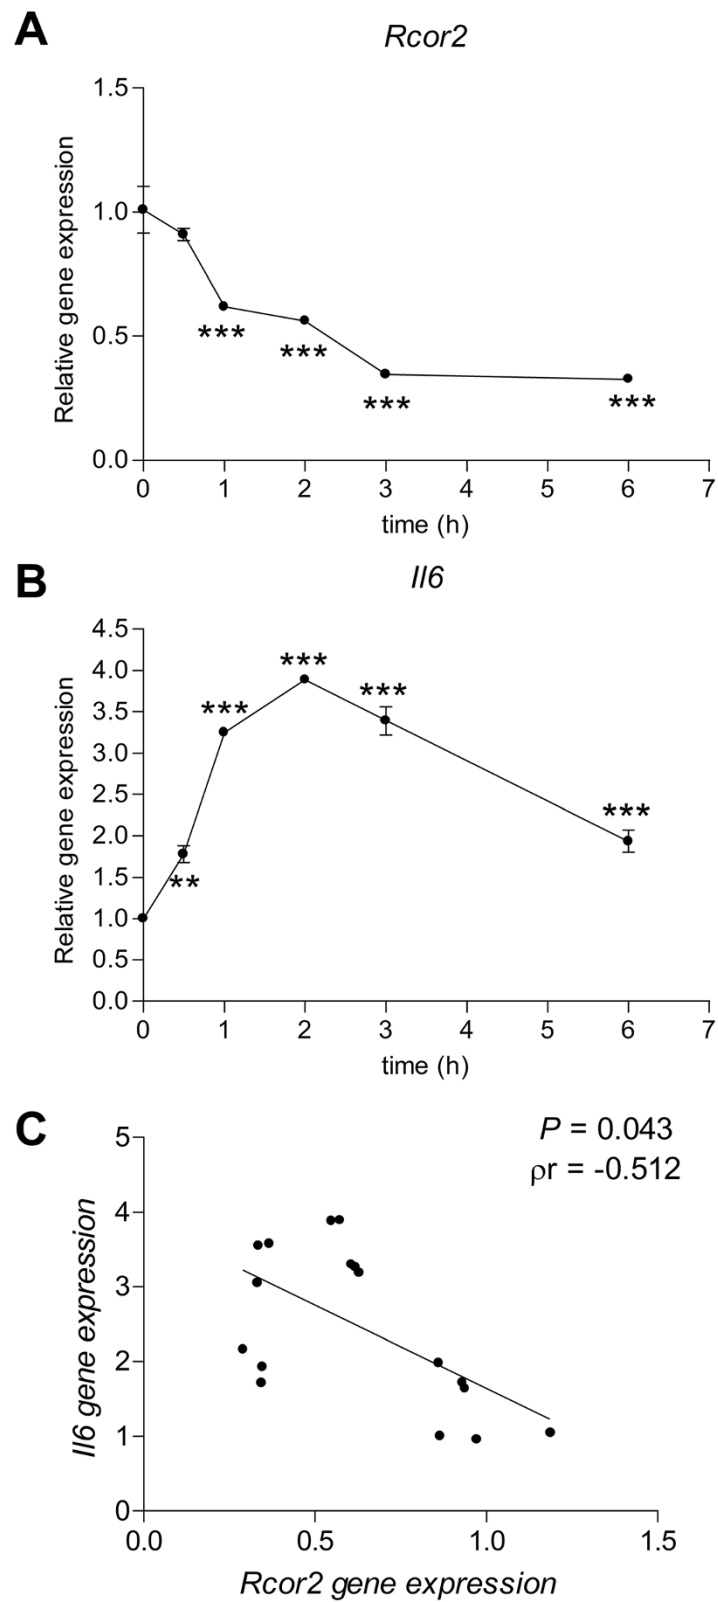 A
Rcor2
Relative gene expression
1.5
1.0
0.5
0.0
***
***
***
***
0 1 2 3 4 5 6 7
time (h)
B
Il6
Relative gene expression
4.5
4.0
3.5
3.0
2.5
2.0
1.5
1.0
0.5
0.0
**
***
***
***
***
0 1 2 3 4 5 6 7
time (h)
C
P = 0.043
ρr = -0.512
Il6 gene expression
5
4
3
2
1
0
0.0 0.5 1.0 1.5
Rcor2 gene expression